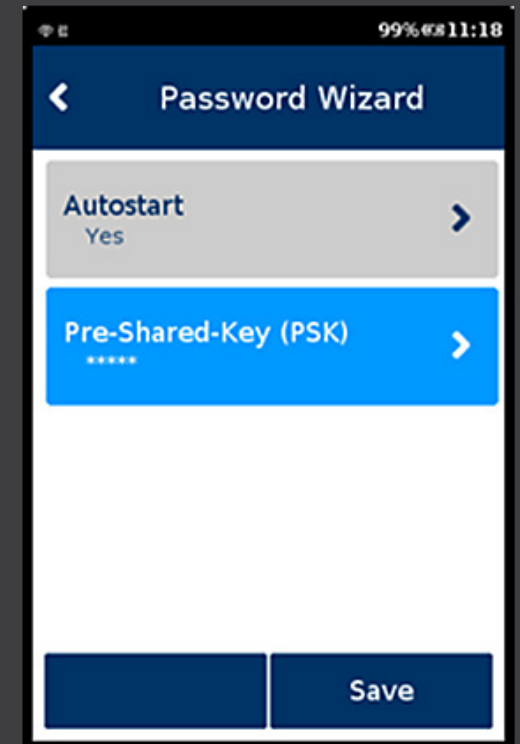 99% 11:18
Password Wizard
Autostart
Yes
Pre-Shared-Key (PSK)
*****
Save